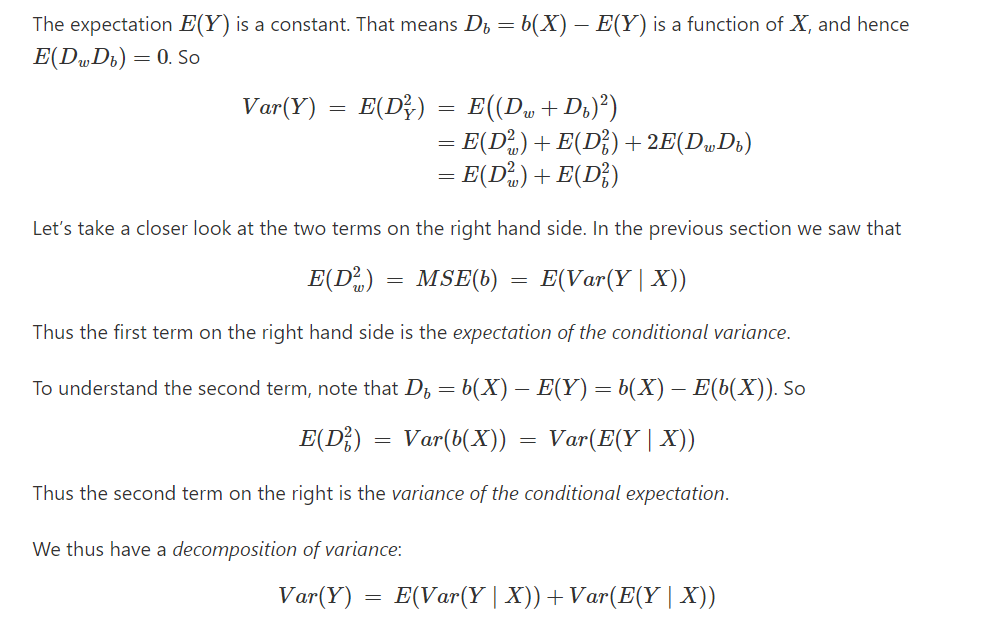 The expectation E(Y) is a constant. That means D_b = b(X) − E(Y) is a function of X, and hence
E(D_wD_b) = 0. So
Var(Y) = E(D_Y^2) = E((D_w + D_b)^2)
= E(D_w^2) + E(D_b^2) + 2E(D_wD_b)
= E(D_w^2) + E(D_b^2)
Let's take a closer look at the two terms on the right hand side. In the previous section we saw that
E(D_w^2) = MSE(b) = E(Var(Y | X))
Thus the first term on the right hand side is the expectation of the conditional variance.
To understand the second term, note that D_b = b(X) − E(Y) = b(X) − E(b(X)). So
E(D_b^2) = Var(b(X)) = Var(E(Y | X))
Thus the second term on the right is the variance of the conditional expectation.
We thus have a decomposition of variance:
Var(Y) = E(Var(Y | X)) + Var(E(Y | X))